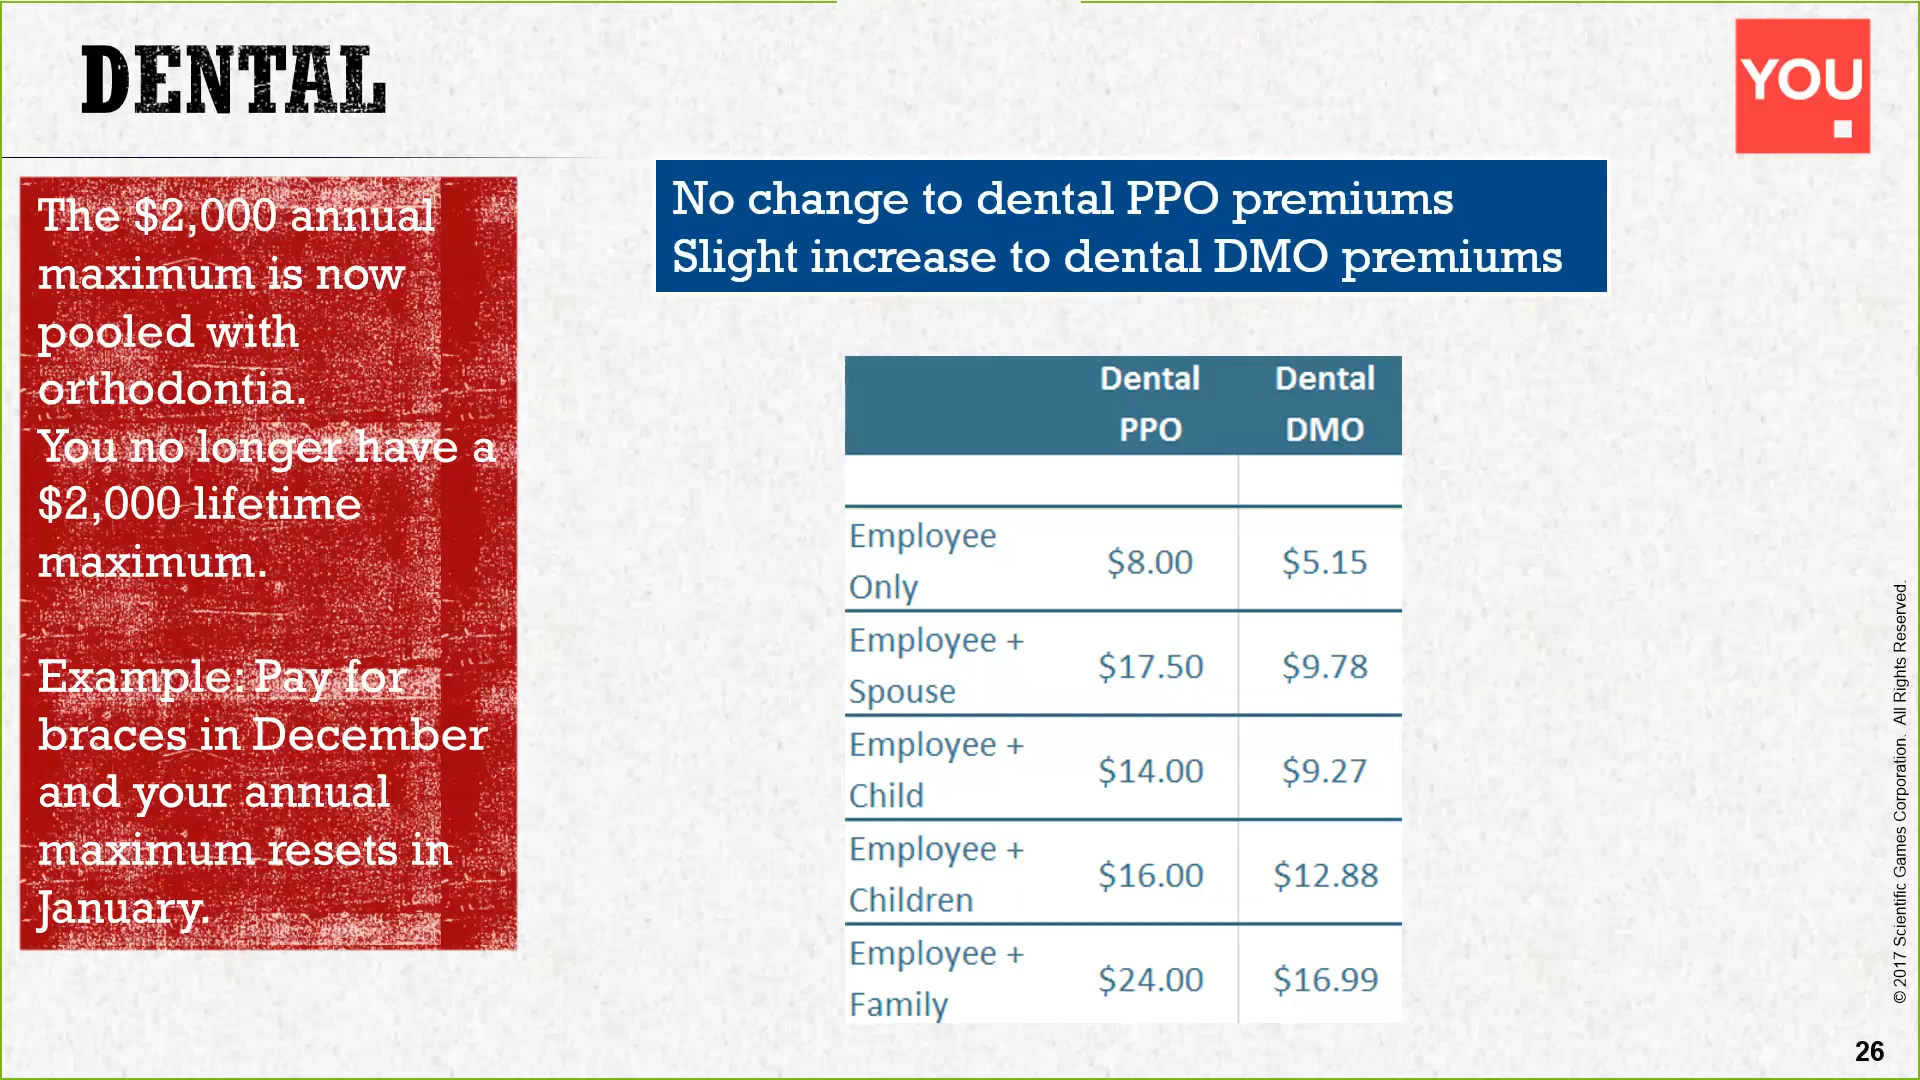 DENTAL
YOU
The $2,000 annual
maximum is now
pooled with
orthodontia.
You no longer have a
$2,000 lifetime
maximum.
Example: Pay for
braces in December
and your annual
maximum resets in
January.
No change to dental PPO premiums
Slight increase to dental DMO premiums
Dental PPO Dental DMO
Employee Only $8.00 $5.15
Employee + Spouse $17.50 $9.78
Employee + Child $14.00 $9.27
Employee + Children $16.00 $12.88
Employee + Family $24.00 $16.99
© 2017 Scientific Games Corporation. All Rights Reserved.
26